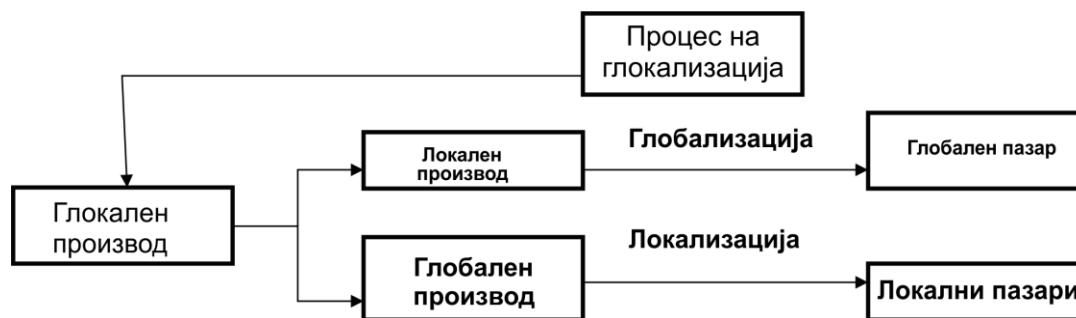 Процес на
глокализација
Глобализација
Локален
производ
Глобален пазар
Глокален
производ
Локализација
Глобален
производ
Локални пазари